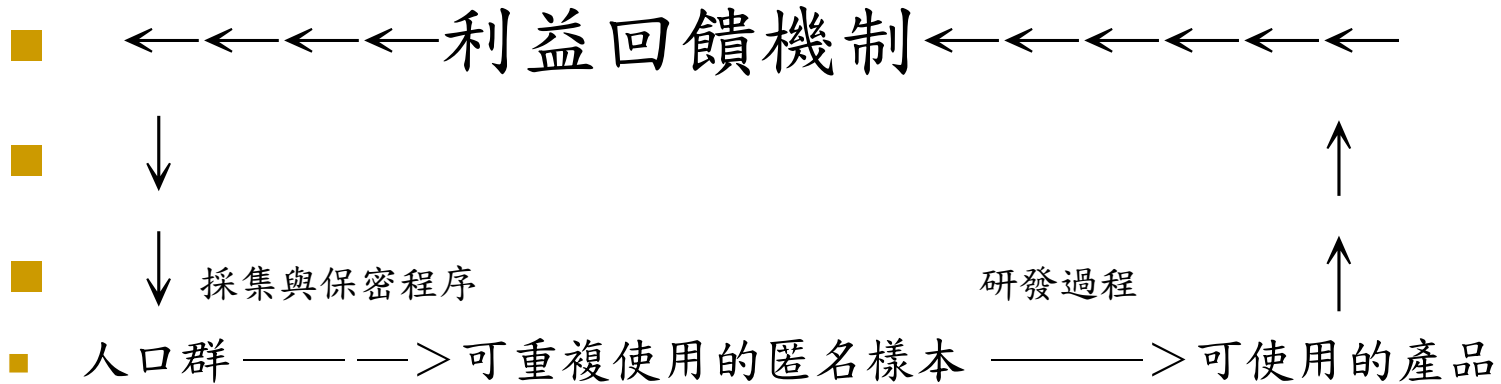 ←←←←利益回饋機制←←←←←←
↓ ↑
↓ 採集與保密程序 研發過程 ↑
人口群 —— —＞可重複使用的匿名樣本 ———＞可使用的產品